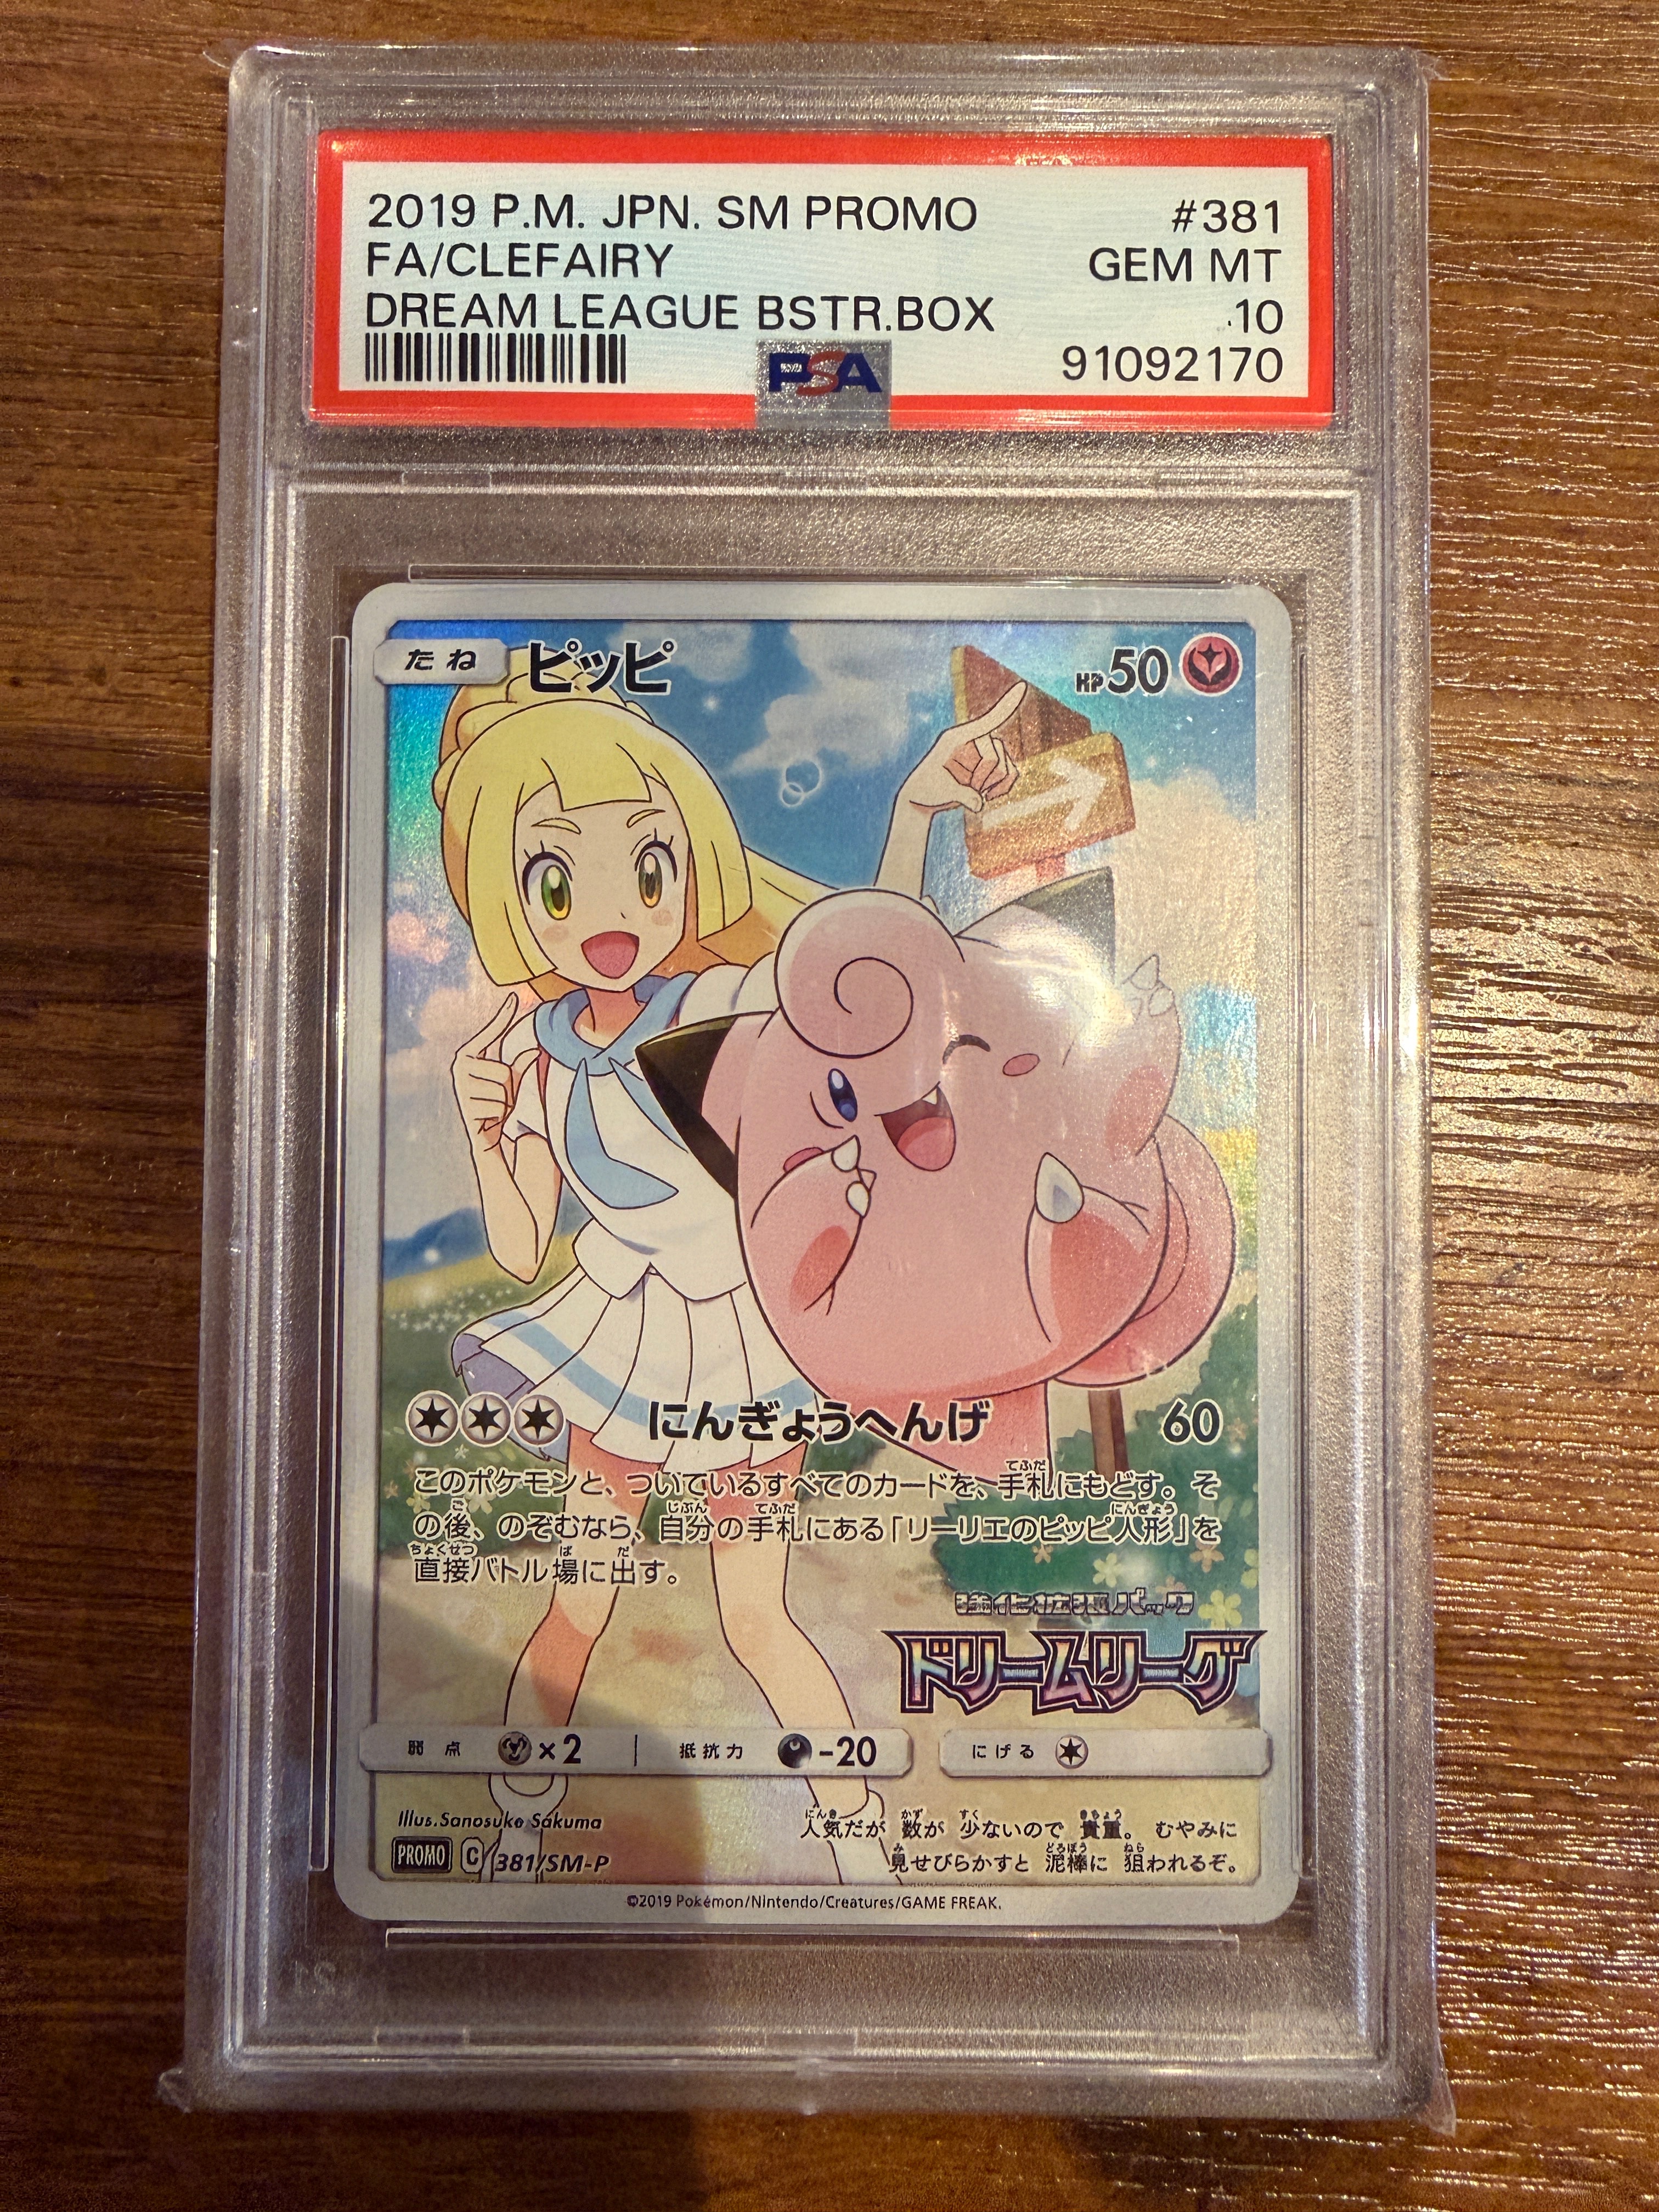 2019 P.M. JPN. SM PROMO #381
FA/CLEFAIRY GEM MT
DREAM LEAGUE BSTR.BOX 10
PSA 91092170
たね ピッピ HP50
にんぎょうへんげ 60
このポケモンと、ついているすべてのカードを、手札にもどす。そ
の後、のぞむなら、自分の手札にある「リーリエのピッピ人形」を
直接バトル場に出す。
強化拡張パック
ドリームリーグ
弱点 ×2 抵抗力 -20 にげる
Illus.Sanosuke Sakuma
人気だが 数が 少ないので 貴重。 むやみに
見せびらかすと 泥棒に 狙われるぞ。
PROMO C 381/SM-P
©2019 Pokémon/Nintendo/Creatures/GAME FREAK.